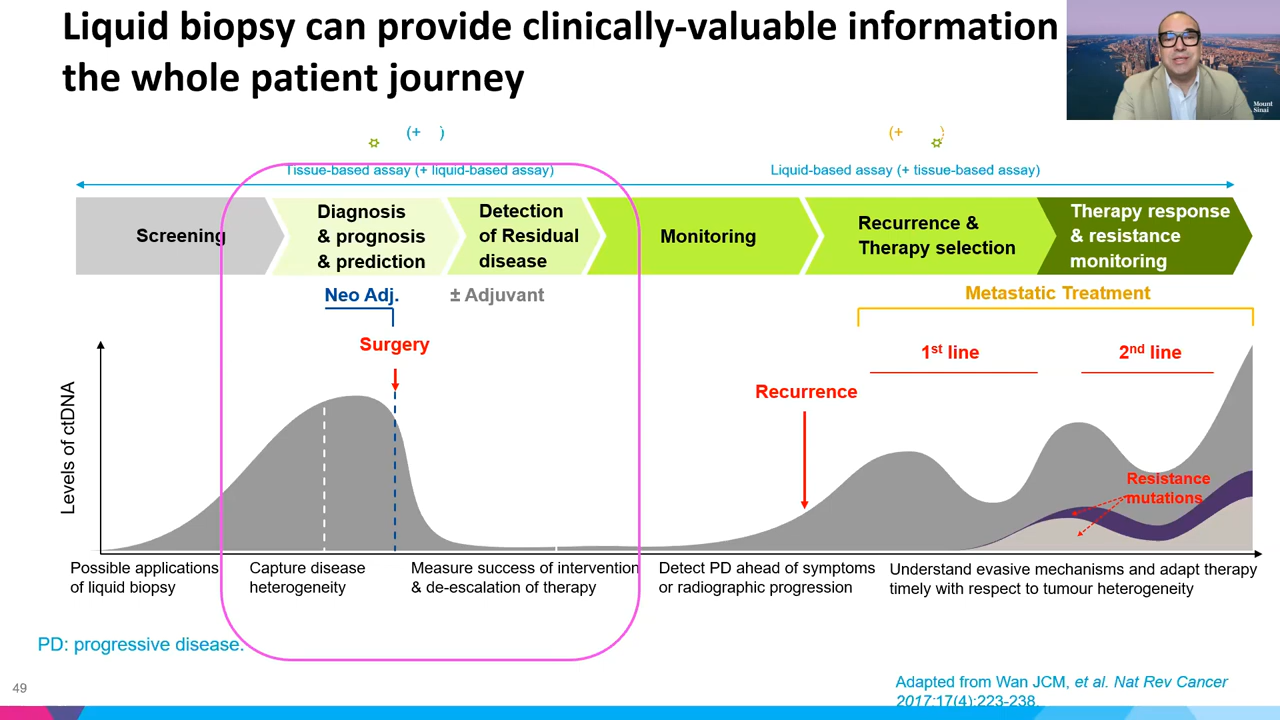 Liquid biopsy can provide clinically-valuable information
the whole patient journey
Mount
Sinai
(+ )
(+ )
Tissue-based assay (+ liquid-based assay)
Liquid-based assay (+ tissue-based assay)
Screening
Diagnosis
& prognosis
& prediction
Detection
of Residual
disease
Monitoring
Recurrence &
Therapy selection
Therapy response
& resistance
monitoring
Neo Adj.
± Adjuvant
Metastatic Treatment
Surgery
1st line
2nd line
Recurrence
Levels of ctDNA
Resistance
mutations
Possible applications
of liquid biopsy
Capture disease
heterogeneity
Measure success of intervention
& de-escalation of therapy
Detect PD ahead of symptoms
or radiographic progression
Understand evasive mechanisms and adapt therapy
timely with respect to tumour heterogeneity
PD: progressive disease.
49
Adapted from Wan JCM, et al. Nat Rev Cancer
2017;17(4):223-238.